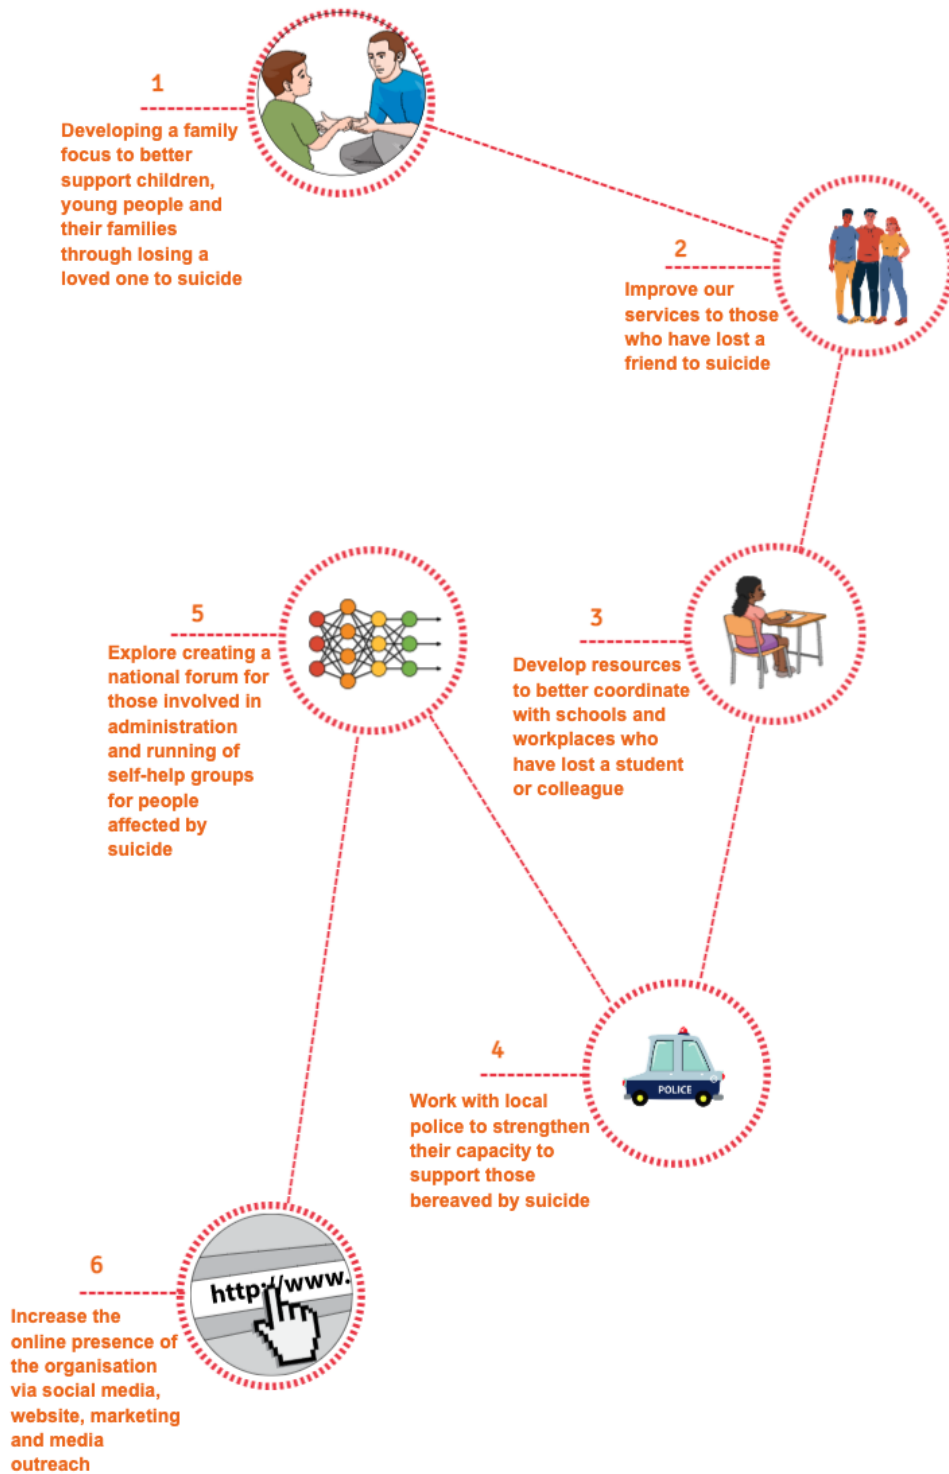 1
Developing a family
focus to better
support children,
young people and
their families
through losing a
loved one to suicide
2
Improve our
services to those
who have lost a
friend to suicide
3
Develop resources
to better coordinate
with schools and
workplaces who
have lost a student
or colleague
4
Work with local
police to strengthen
their capacity to
support those
bereaved by suicide
POLICE
5
Explore creating a
national forum for
those involved in
administration
and running of
self-help groups
for people
affected by
suicide
6
Increase the
online presence of
the organisation
via social media,
website, marketing
and media
outreach
http://www.